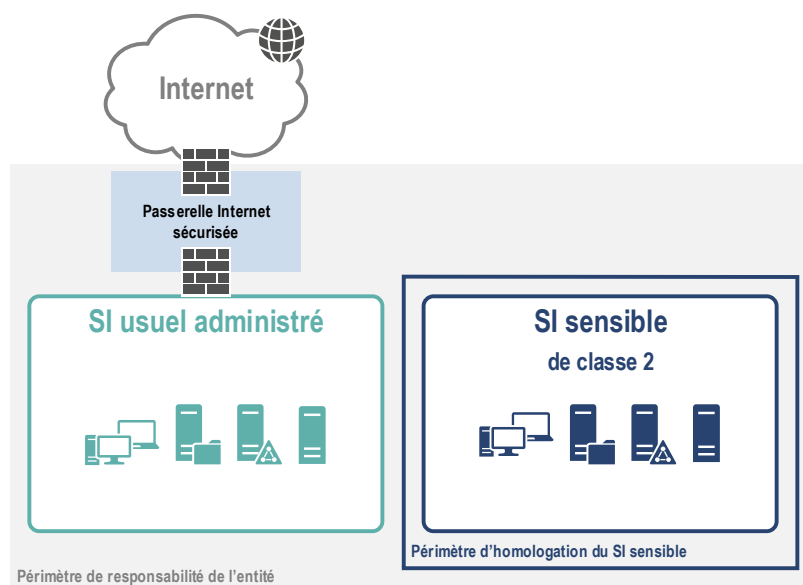 Internet
Passerelle Internet
sécurisée
SI usuel administré
SI sensible
de classe 2
Périmètre d'homologation du SI sensible
Périmètre de responsabilité de l'entité